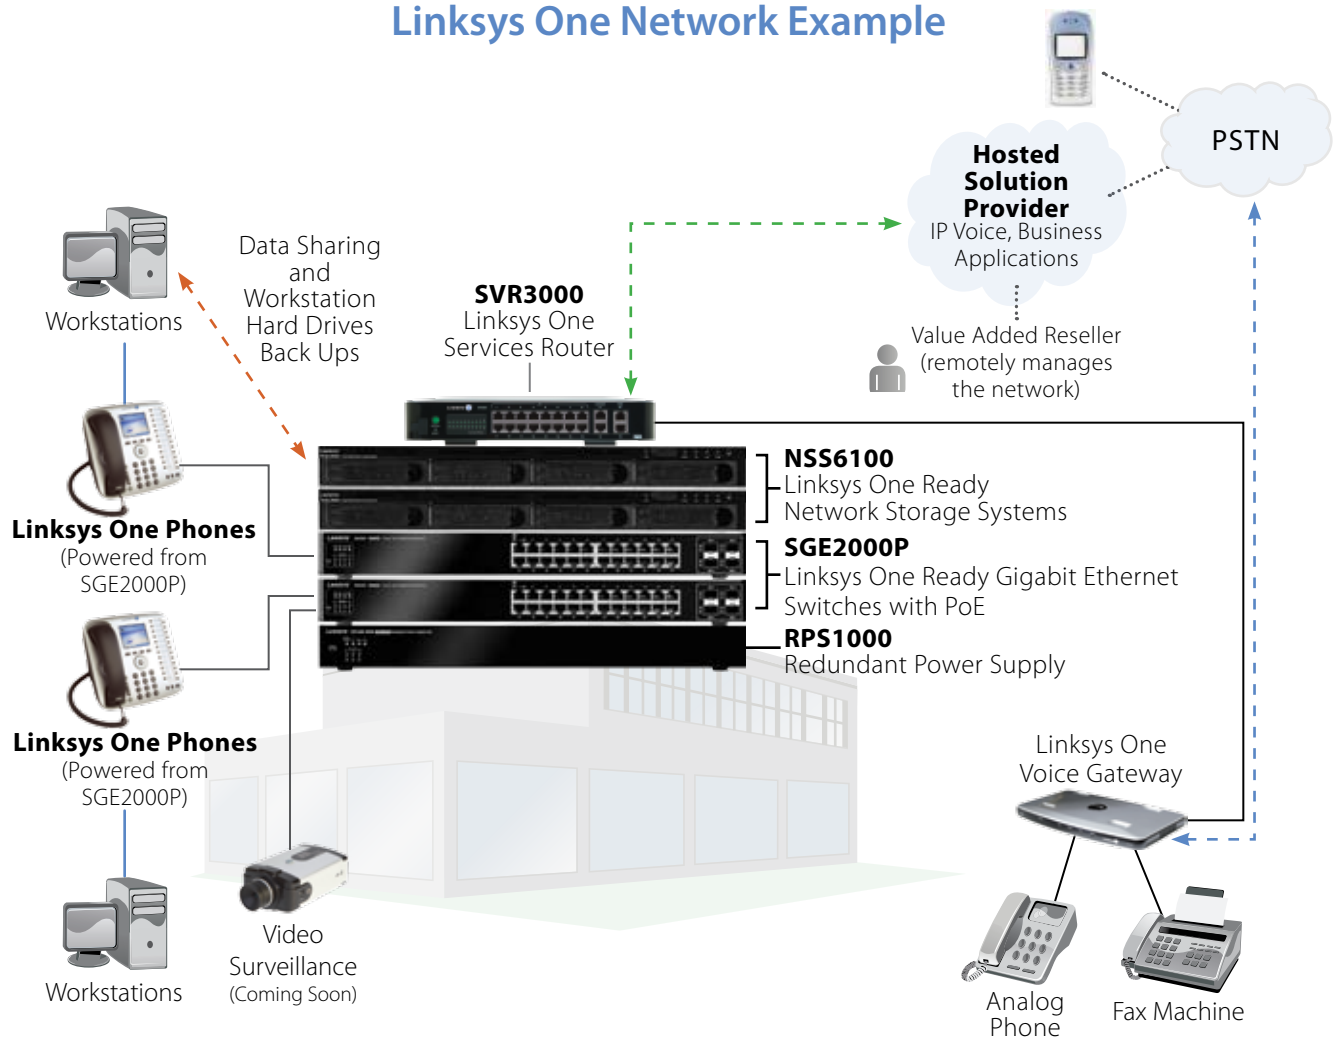 Linksys One Network Example
PSTN
Hosted
Solution
Provider
IP Voice, Business
Applications
Data Sharing
and
Workstation
Hard Drives
Back Ups
Workstations
SVR3000
Linksys One
Services Router
Value Added Reseller
(remotely manages
the network)
NSS6100
Linksys One Ready
Network Storage Systems
Linksys One Phones
(Powered from
SGE2000P)
SGE2000P
Linksys One Ready Gigabit Ethernet
Switches with PoE
RPS1000
Redundant Power Supply
Linksys One Phones
(Powered from
SGE2000P)
Linksys One
Voice Gateway
Workstations
Video
Surveillance
(Coming Soon)
Analog
Phone
Fax Machine